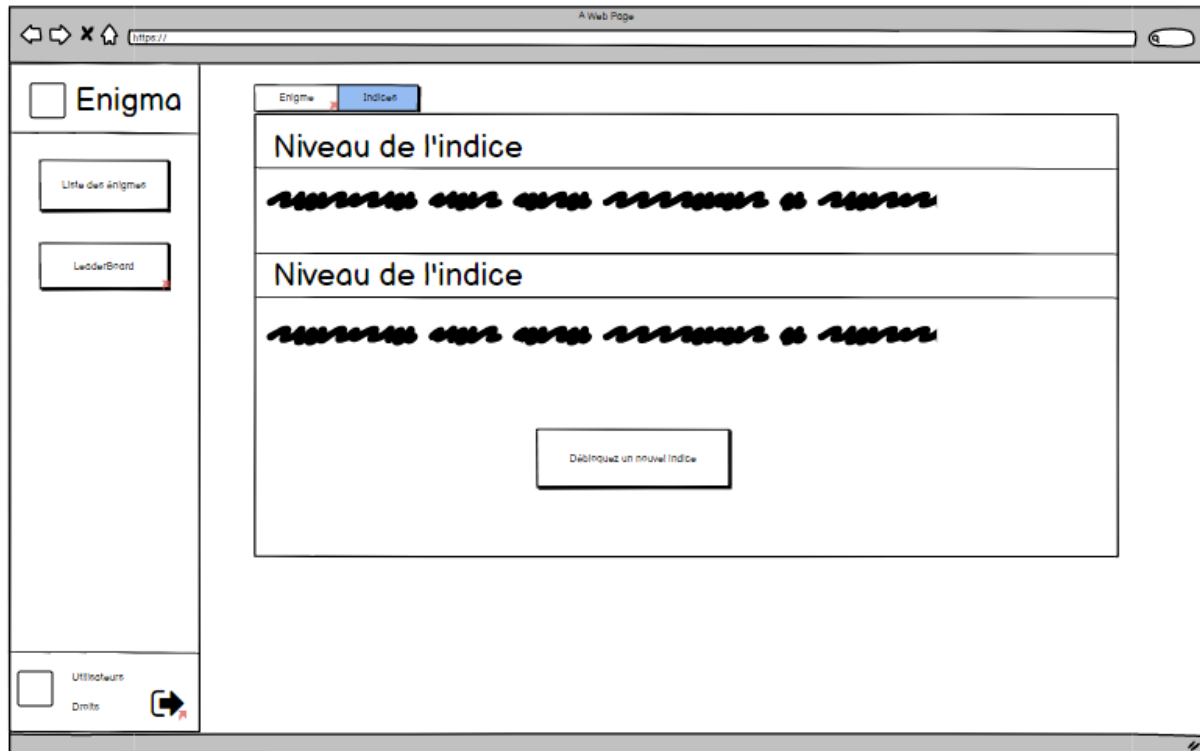 A Web Page
https://
Enigma
Liste des énigmes
LeaderBoard
Enigme
Indices
Niveau de l'indice
Niveau de l'indice
Débloquez un nouvel indice
Utilisateurs
Droits